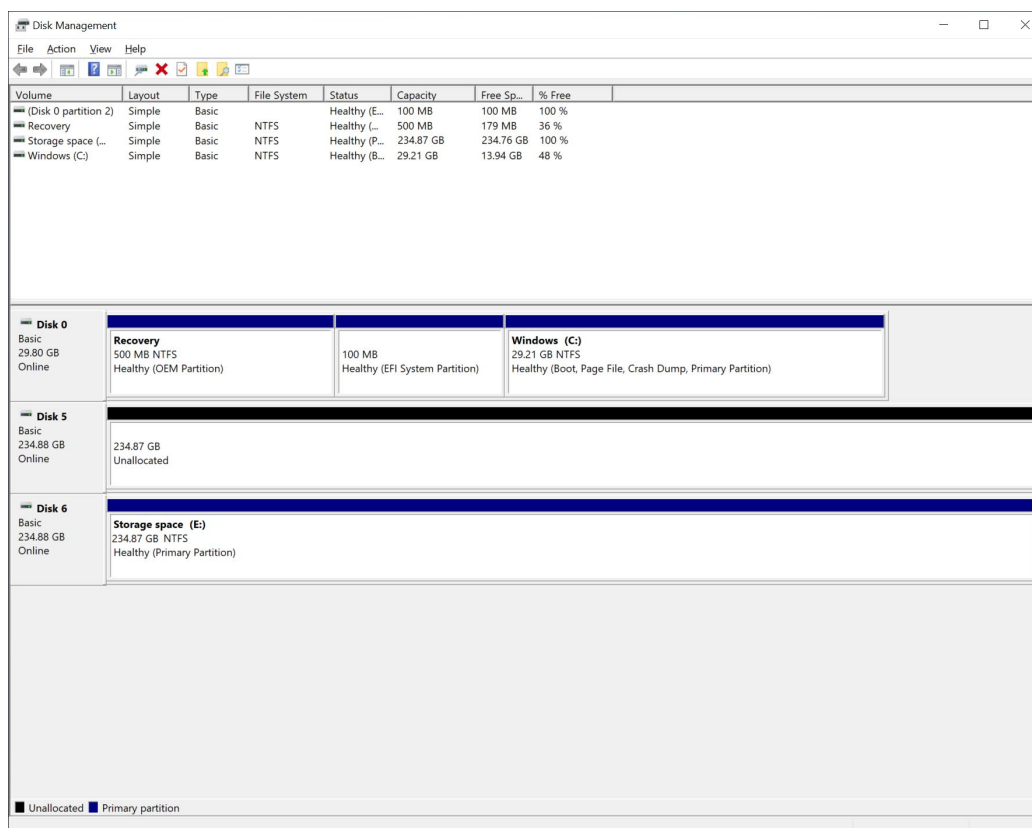 Disk Management
File Action View Help
Volume Layout Type File System Status Capacity Free Sp... % Free
(Disk 0 partition 2) Simple Basic Healthy (E... 100 MB 100 MB 100 %
Recovery Simple Basic NTFS Healthy (... 500 MB 179 MB 36 %
Storage space (... Simple Basic NTFS Healthy (P... 234.87 GB 234.76 GB 100 %
Windows (C:) Simple Basic NTFS Healthy (B... 29.21 GB 13.94 GB 48 %
Disk 0
Basic
29.80 GB
Online
Recovery
500 MB NTFS
Healthy (OEM Partition)
100 MB
Healthy (EFI System Partition)
Windows (C:)
29.21 GB NTFS
Healthy (Boot, Page File, Crash Dump, Primary Partition)
Disk 5
Basic
234.88 GB
Online
234.87 GB
Unallocated
Disk 6
Basic
234.88 GB
Online
Storage space (E:)
234.87 GB NTFS
Healthy (Primary Partition)
Unallocated Primary partition